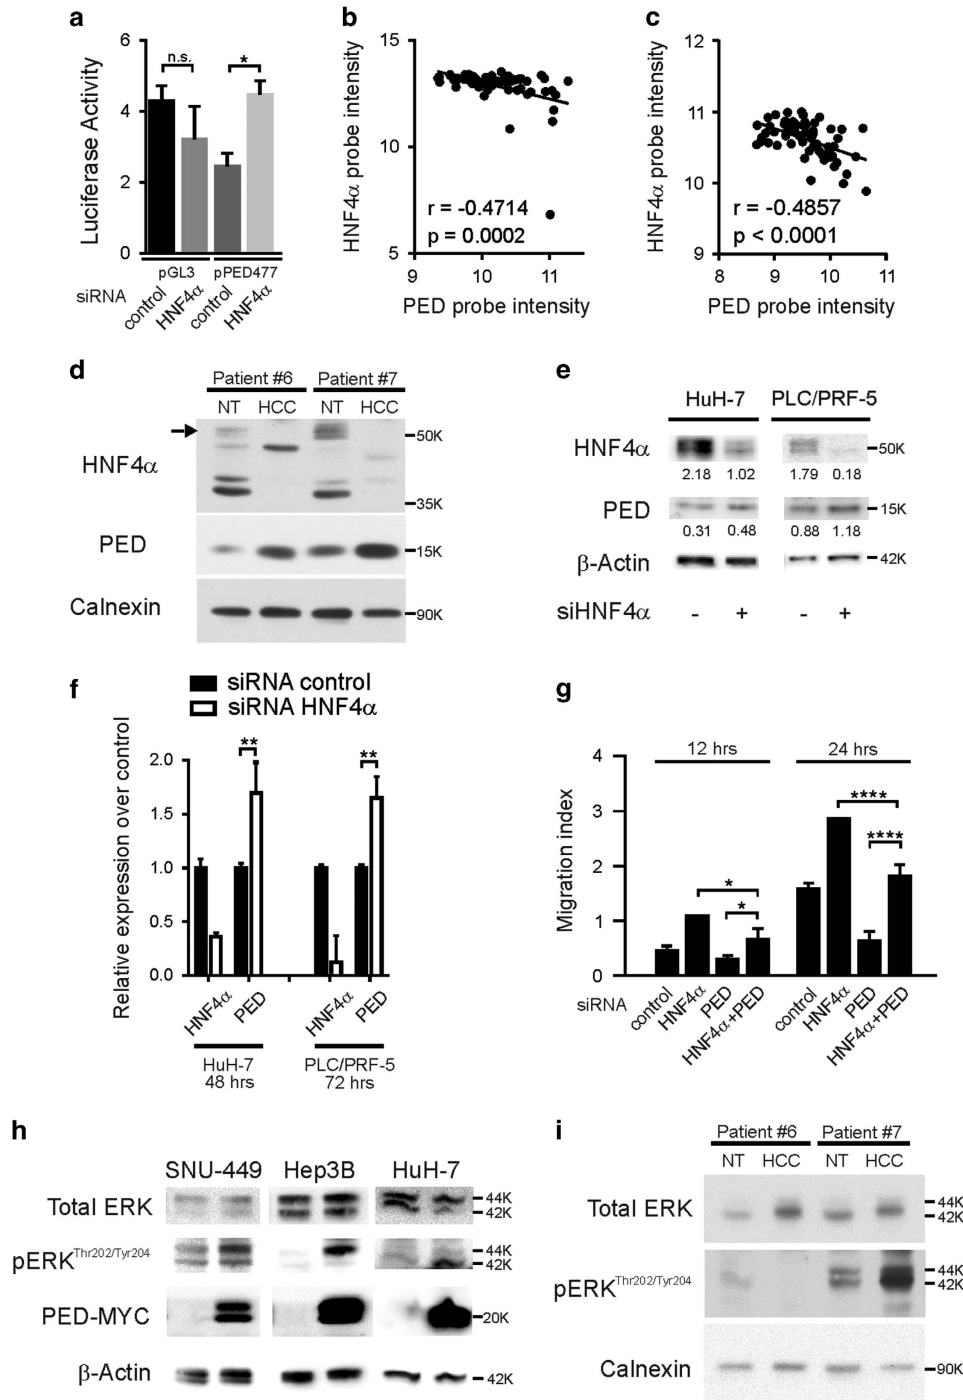 a
6
4
2
0
Luciferase Activity
n.s.
*
pGL3 pPED477
siRNA
control
HNF4α
control
HNF4α
b
15
10
5
HNF4α probe intensity
r = -0.4714
p = 0.0002
9 10 11
PED probe intensity
c
12
11
10
9
HNF4α probe intensity
r = -0.4857
p < 0.0001
8 9 10 11
PED probe intensity
d
Patient #6 Patient #7
NT HCC NT HCC
HNF4α
50K
35K
PED
15K
Calnexin
90K
e
HuH-7 PLC/PRF-5
HNF4α
50K
2.18 1.02 1.79 0.18
PED
15K
0.31 0.48 0.88 1.18
β-Actin
42K
siHNF4α - + - +
f
siRNA control
siRNA HNF4α
Relative expression over control
2.0
1.5
1.0
0.5
0.0
**
**
HNF4α
PED
HNF4α
PED
HuH-7 PLC/PRF-5
48 hrs 72 hrs
g
4
3
2
1
0
Migration index
12 hrs 24 hrs
*
*
****
****
siRNA
control
HNF4α
PED
HNF4α+PED
control
HNF4α
PED
HNF4α+PED
h
SNU-449 Hep3B HuH-7
Total ERK
44K
42K
pERKThr202/Tyr204
44K
42K
PED-MYC
20K
β-Actin
42K
i
Patient #6 Patient #7
NT HCC NT HCC
Total ERK
44K
42K
pERKThr202/Tyr204
44K
42K
Calnexin
90K